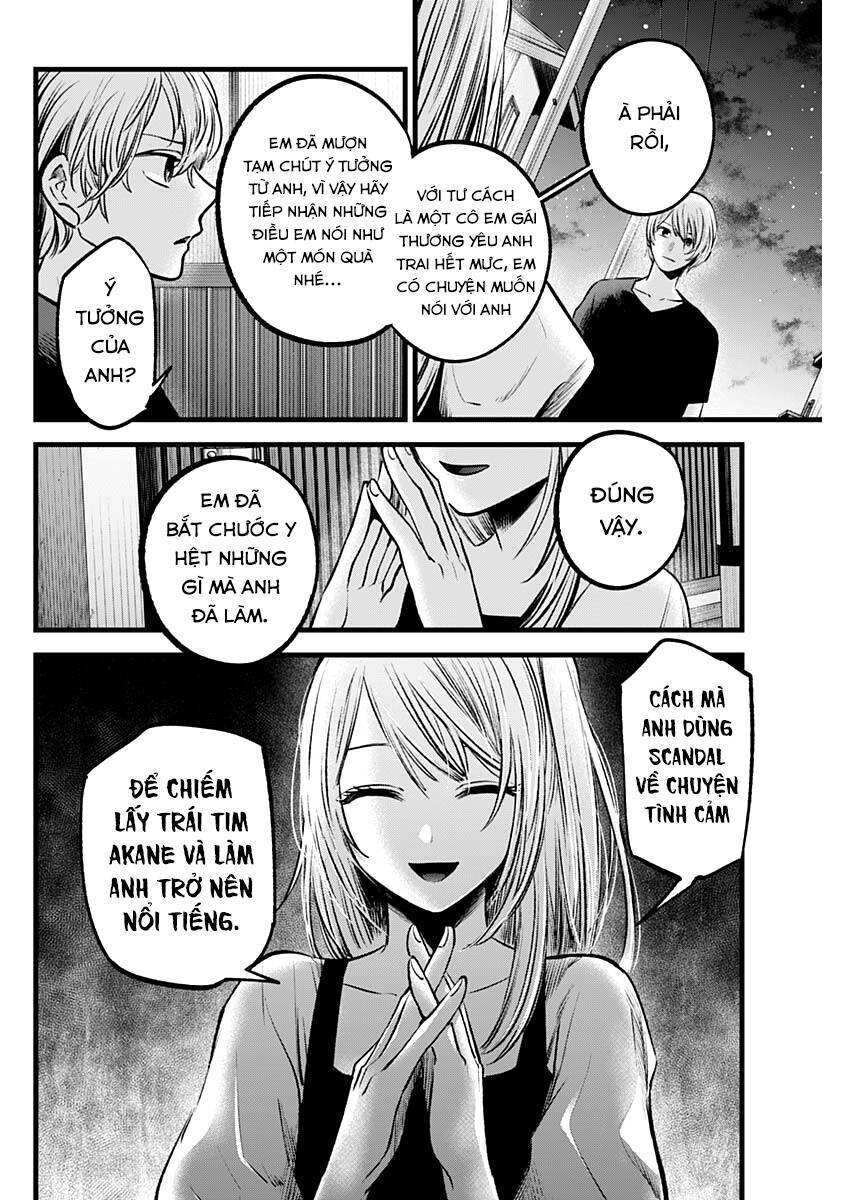 À PHẢI
RỒI,
VỚI TƯ CÁCH
LÀ MỘT CÔ EM GÁI
THƯƠNG YÊU ANH
TRAI HẾT MỰC, EM
CÓ CHUYỆN MUỐN
NÓI VỚI ANH
EM ĐÃ MƯỢN
TẠM CHÚT Ý TƯỞNG
TỪ ANH, VÌ VẬY HÃY
TIẾP NHẬN NHỮNG
ĐIỀU EM NÓI NHƯ
MỘT MÓN QUÀ
NHÉ...
Ý
TƯỞNG
CỦA
ANH?
ĐÚNG
VẬY.
EM ĐÃ
BẮT CHƯỚC Y
HỆT NHỮNG
GÌ MÀ ANH
ĐÃ LÀM.
CÁCH MÀ
ANH DÙNG
SCANDAL
VỀ CHUYỆN
TÌNH CẢM
ĐỂ CHIẾM
LẤY TRÁI TIM
AKANE VÀ LÀM
ANH TRỞ NÊN
NỔI TIẾNG.